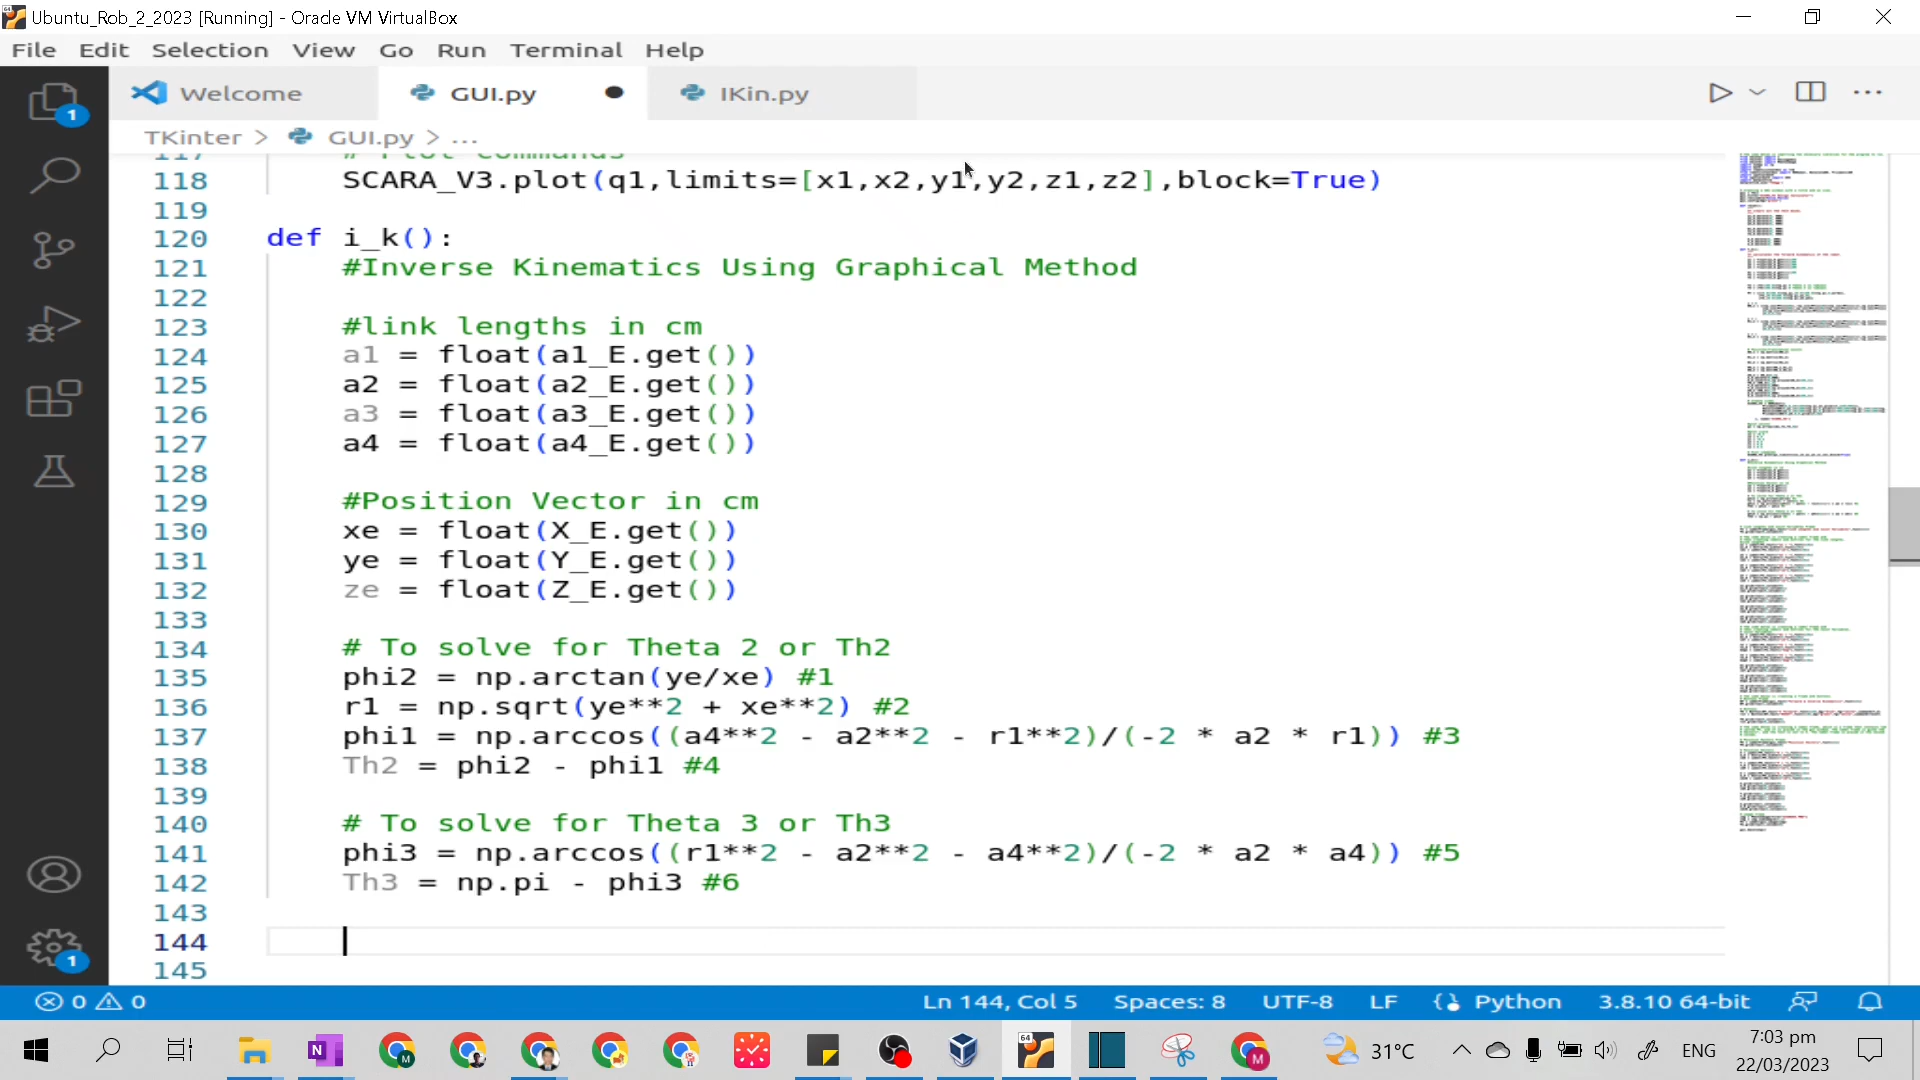 Ubuntu_Rob_2_2023 [Running] - Oracle VM VirtualBox
File Edit Selection View Go Run Terminal Help
Welcome GUI.py IKin.py
TKinter > GUI.py > ...
117 # Plot commands
118 SCARA_V3.plot(q1,limits=[x1,x2,y1,y2,z1,z2],block=True)
119
120 def i_k():
121 #Inverse Kinematics Using Graphical Method
122
123 #link lengths in cm
124 a1 = float(a1_E.get())
125 a2 = float(a2_E.get())
126 a3 = float(a3_E.get())
127 a4 = float(a4_E.get())
128
129 #Position Vector in cm
130 xe = float(X_E.get())
131 ye = float(Y_E.get())
132 ze = float(Z_E.get())
133
134 # To solve for Theta 2 or Th2
135 phi2 = np.arctan(ye/xe) #1
136 r1 = np.sqrt(ye**2 + xe**2) #2
137 phi1 = np.arccos((a4**2 - a2**2 - r1**2)/(-2 * a2 * r1)) #3
138 Th2 = phi2 - phi1 #4
139
140 # To solve for Theta 3 or Th3
141 phi3 = np.arccos((r1**2 - a2**2 - a4**2)/(-2 * a2 * a4)) #5
142 Th3 = np.pi - phi3 #6
143
144
145
1
1
0 0 Ln 144, Col 5 Spaces: 8 UTF-8 LF Python 3.8.10 64-bit
31°C ENG 7:03 pm
22/03/2023